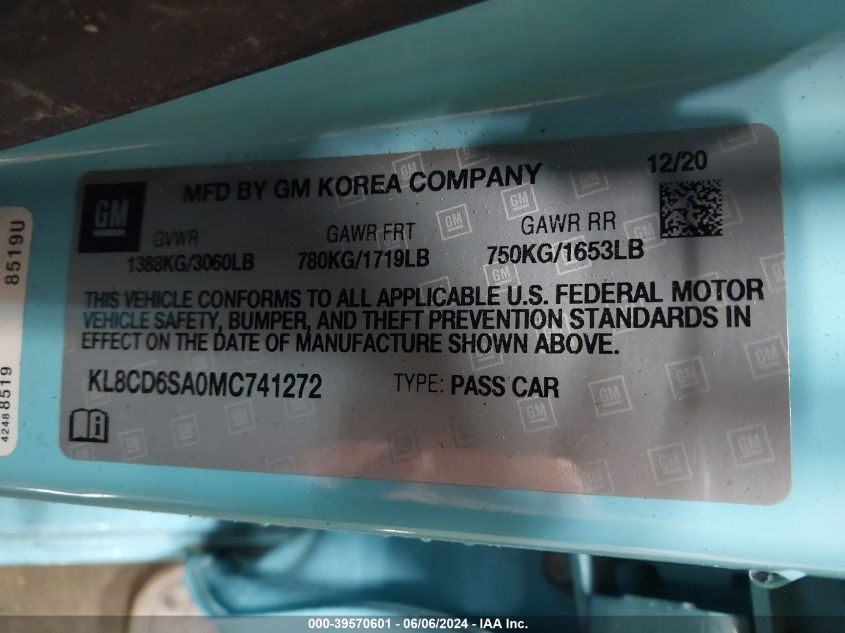 MFD BY GM KOREA COMPANY
12/20
GM
GVWR
GAWR FRT
GAWR RR
1388KG/3060LB
780KG/1719LB
750KG/1653LB
THIS VEHICLE CONFORMS TO ALL APPLICABLE U.S. FEDERAL MOTOR
VEHICLE SAFETY, BUMPER, AND THEFT PREVENTION STANDARDS IN
EFFECT ON THE DATE OF MANUFACTURE SHOWN ABOVE.
KL8CD6SA0MC741272
TYPE: PASS CAR
8519U
42488519
000-39570601 - 06/06/2024 - IAA Inc.